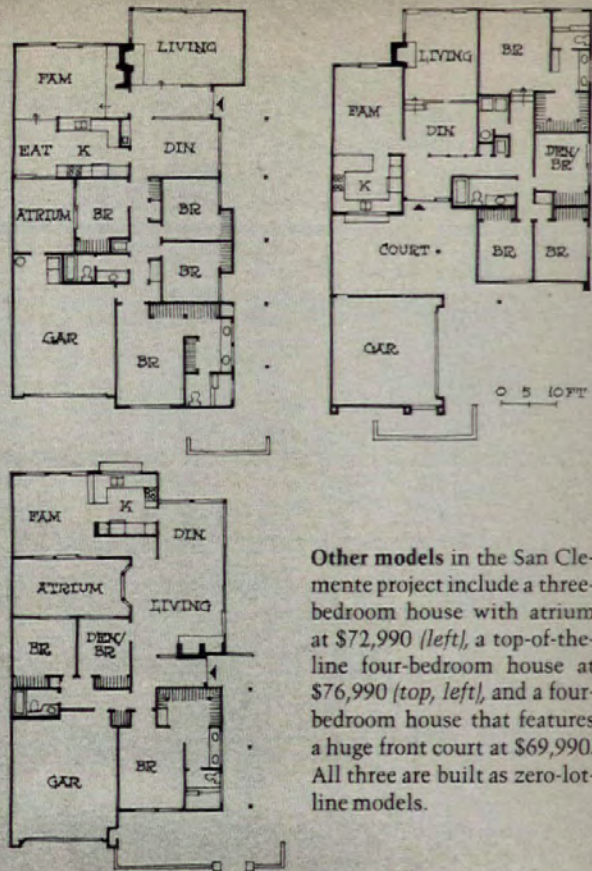 LIVING
FAM
EAT
K
DIN
ATRIUM
BR
BR
BR
GAR
BR
LIVING
BR
FAM
DIN
K
DEN/
BR
COURT
BR
BR
GAR
0 5 10 FT
FAM
K
DIN
ATRIUM
LIVING
BR
DEN/
BR
BR
GAR
Other models in the San Cle-
mente project include a three-
bedroom house with atrium
at $72,990 (left), a top-of-the-
line four-bedroom house at
$76,990 (top, left), and a four-
bedroom house that features
a huge front court at $69,990.
All three are built as zero-lot-
line models.